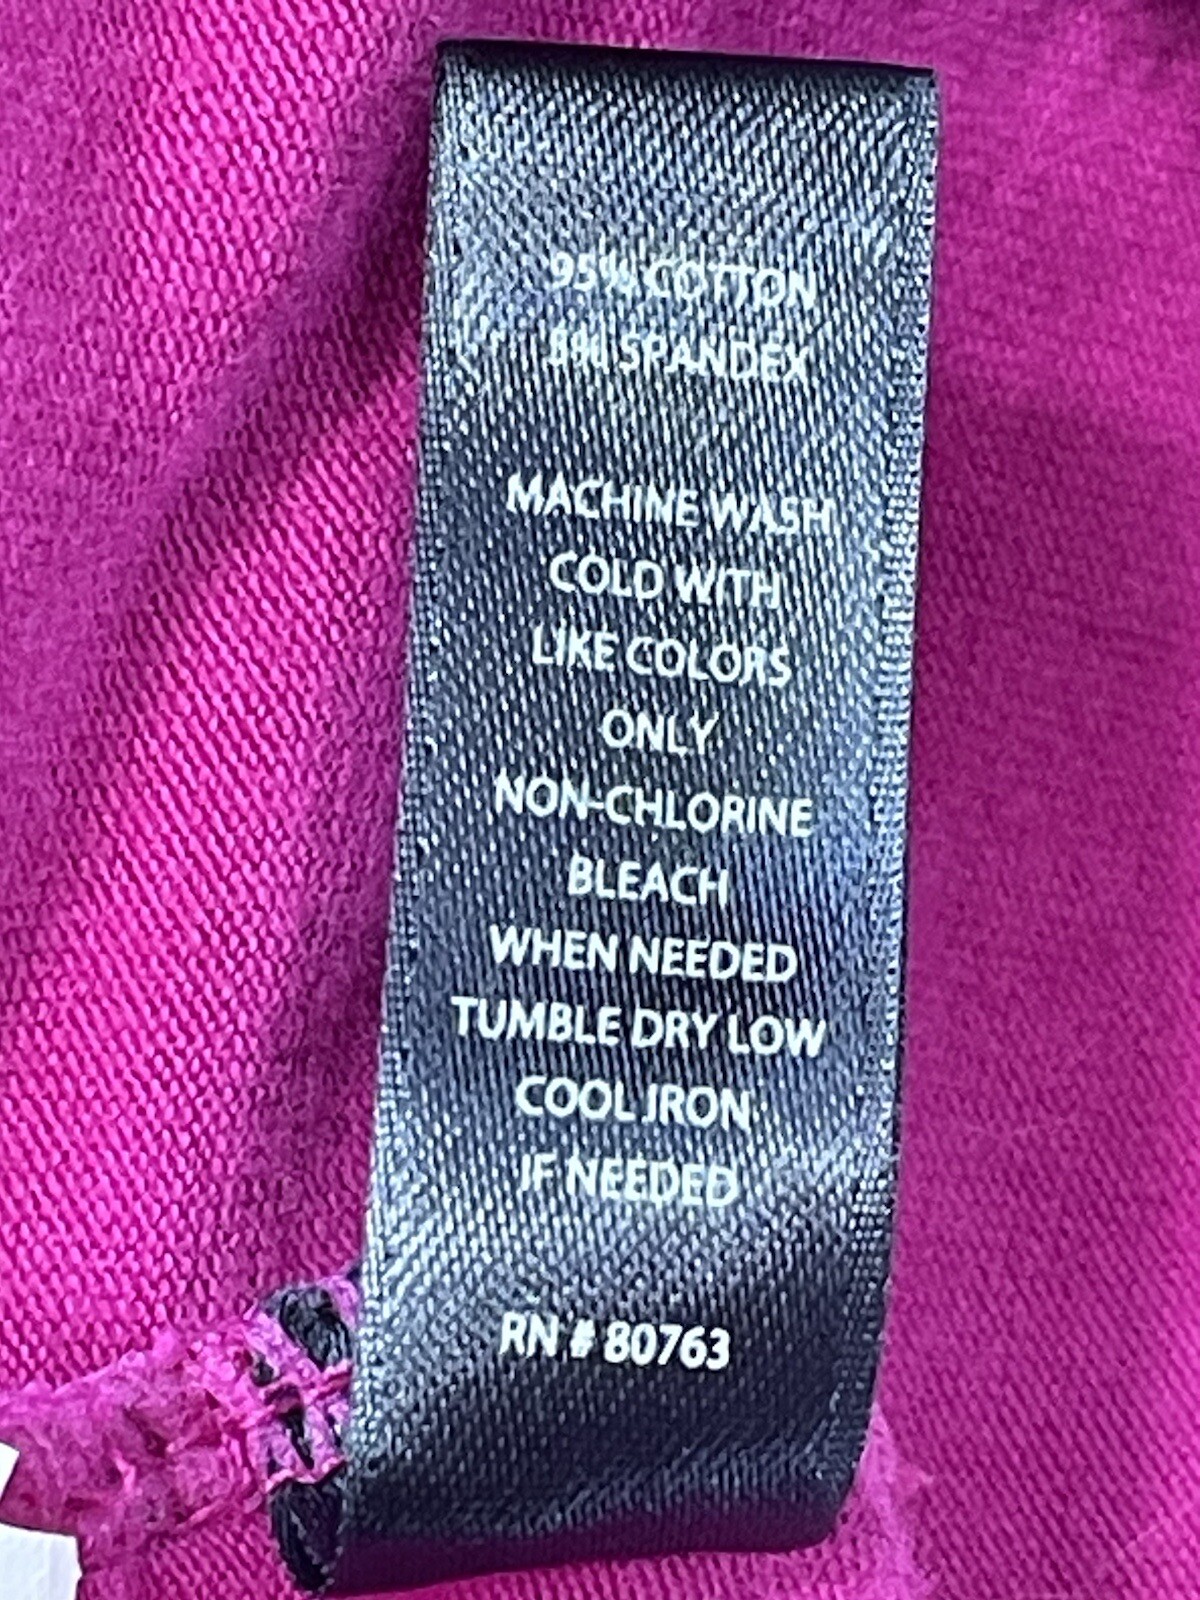 95% COTTON
5% SPANDEX
MACHINE WASH
COLD WITH
LIKE COLORS
ONLY
NON-CHLORINE
BLEACH
WHEN NEEDED
TUMBLE DRY LOW
COOL IRON
IF NEEDED
RN # 80763